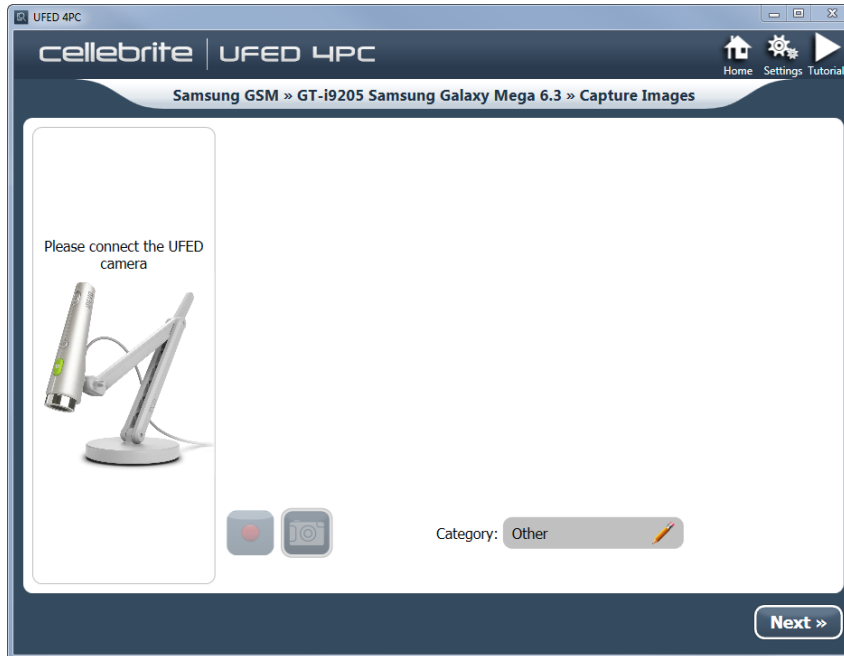 UFED 4PC
cellebrite UFED 4PC
Home Settings Tutorial
Samsung GSM » GT-i9205 Samsung Galaxy Mega 6.3 » Capture Images
Please connect the UFED
camera
Category: Other
Next »